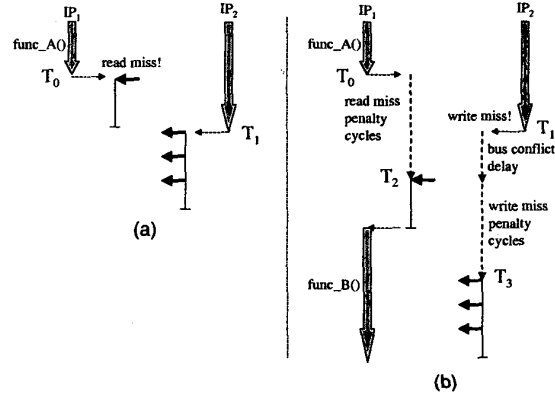 IP1
func_A()
T0
read miss!
IP2
T1
(a)
IP1
func_A()
T0
read miss
penalty
cycles
T2
func_B()
IP2
write miss!
T1
bus conflict
delay
write miss
penalty
cycles
T3
(b)